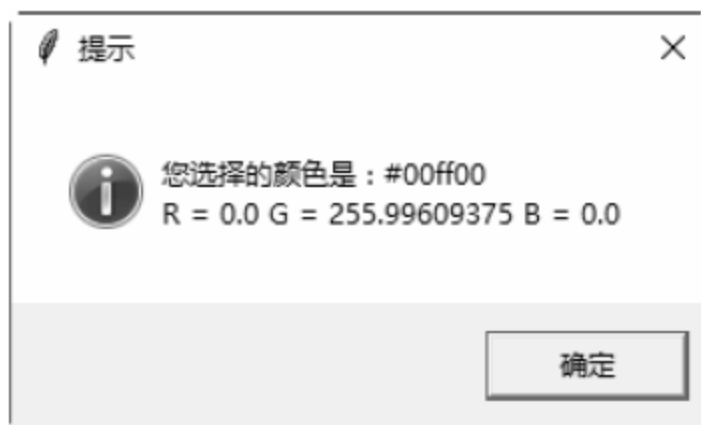 提示
您选择的颜色是：#00ff00
R = 0.0 G = 255.99609375 B = 0.0
确定